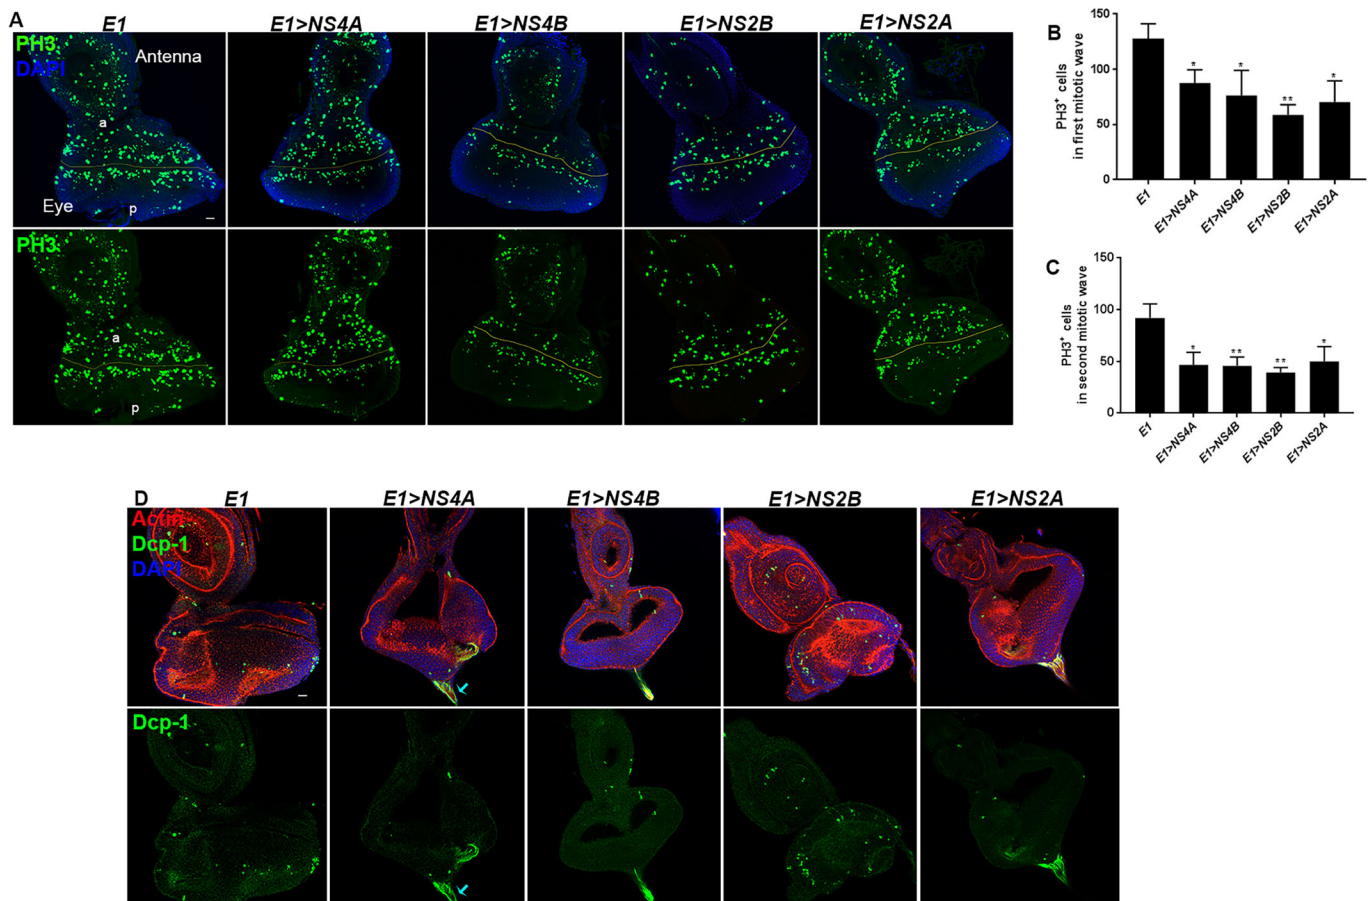 A
E1
E1>NS4A
E1>NS4B
E1>NS2B
E1>NS2A
PH3
DAPI
Antenna
a
Eye
p
PH3
a
p
B
150
100
50
0
PH3+ cells
in first mitotic wave
*
*
**
*
E1
E1>NS4A
E1>NS4B
E1>NS2B
E1>NS2A
C
150
100
50
0
PH3+ cells
in second mitotic wave
*
**
**
*
E1
E1>NS4A
E1>NS4B
E1>NS2B
E1>NS2A
D
E1
E1>NS4A
E1>NS4B
E1>NS2B
E1>NS2A
Actin
Dcp-1
DAPI
Dcp-1